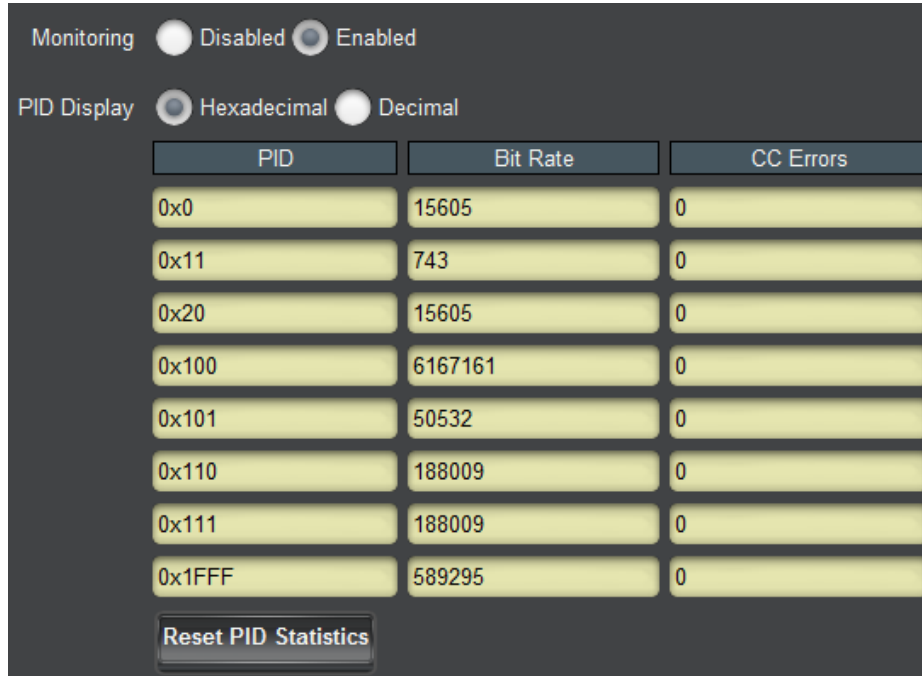 Monitoring Disabled Enabled
PID Display Hexadecimal Decimal
PID Bit Rate CC Errors
0x0 15605 0
0x11 743 0
0x20 15605 0
0x100 6167161 0
0x101 50532 0
0x110 188009 0
0x111 188009 0
0x1FFF 589295 0
Reset PID Statistics